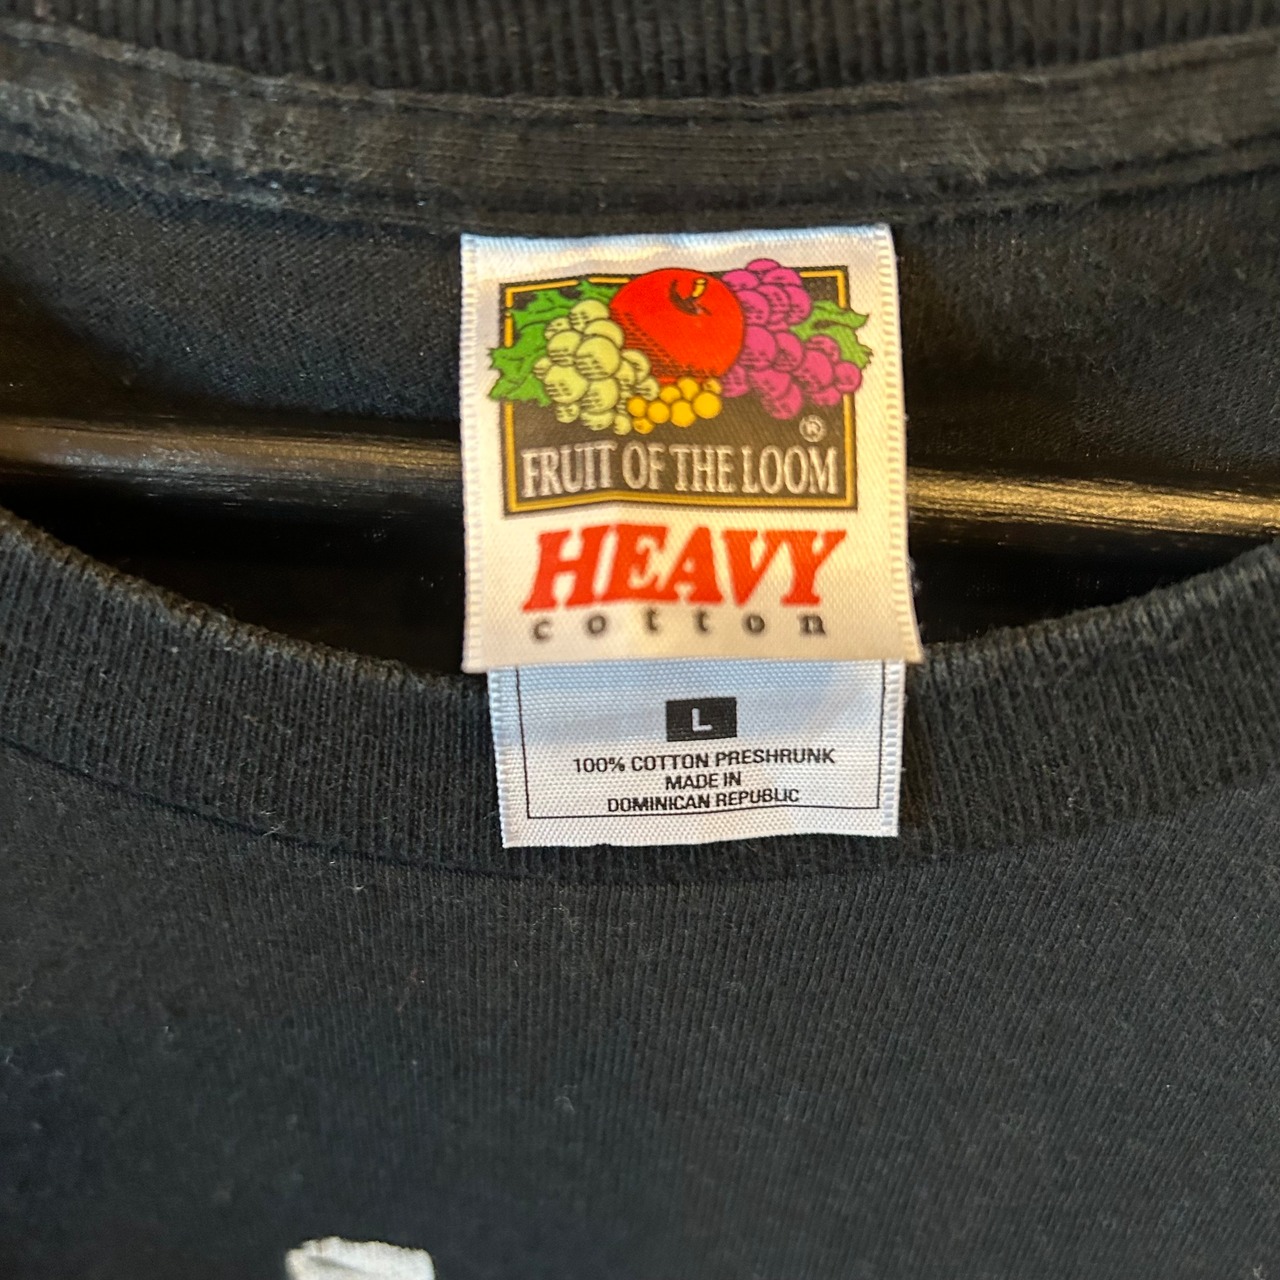 ®
FRUIT OF THE LOOM
HEAVY
cotton
L
100% COTTON PRESHRUNK
MADE IN
DOMINICAN REPUBLIC